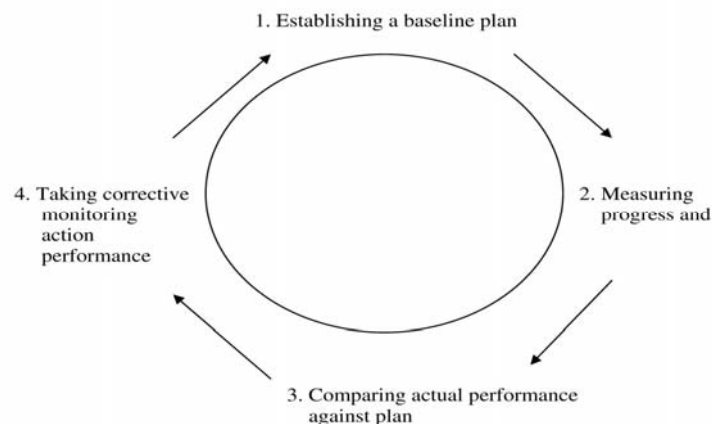 1. Establishing a baseline plan
2. Measuring
progress and
3. Comparing actual performance
against plan
4. Taking corrective
monitoring
action
performance